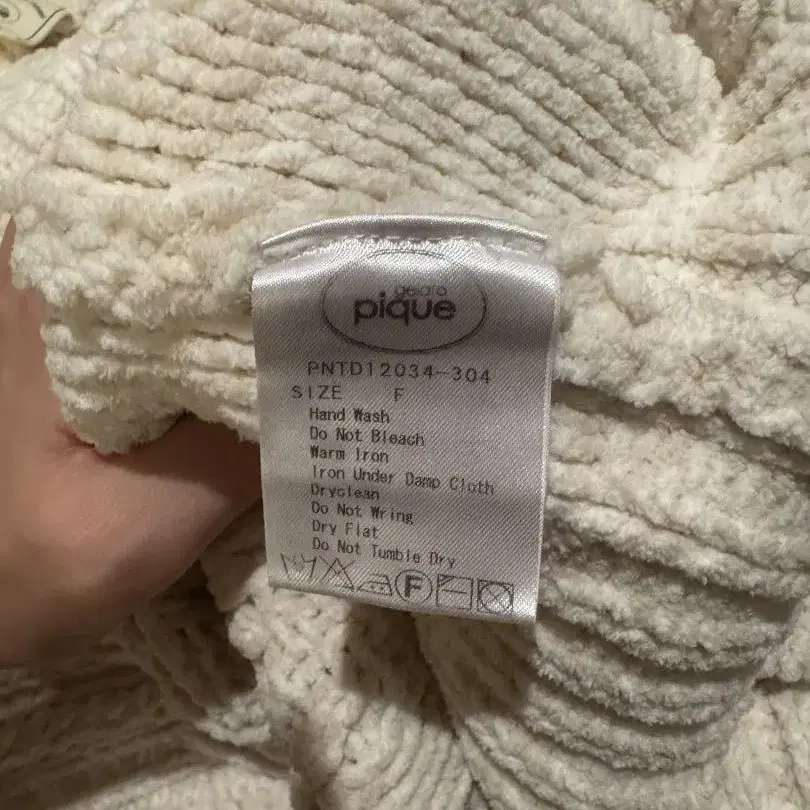 gelato
pique
PNTD12034-304
SIZE F
Hand Wash
Do Not Bleach
Warm Iron
Iron Under Damp Cloth
Dryclean
Do Not Wring
Dry Flat
Do Not Tumble Dry
F